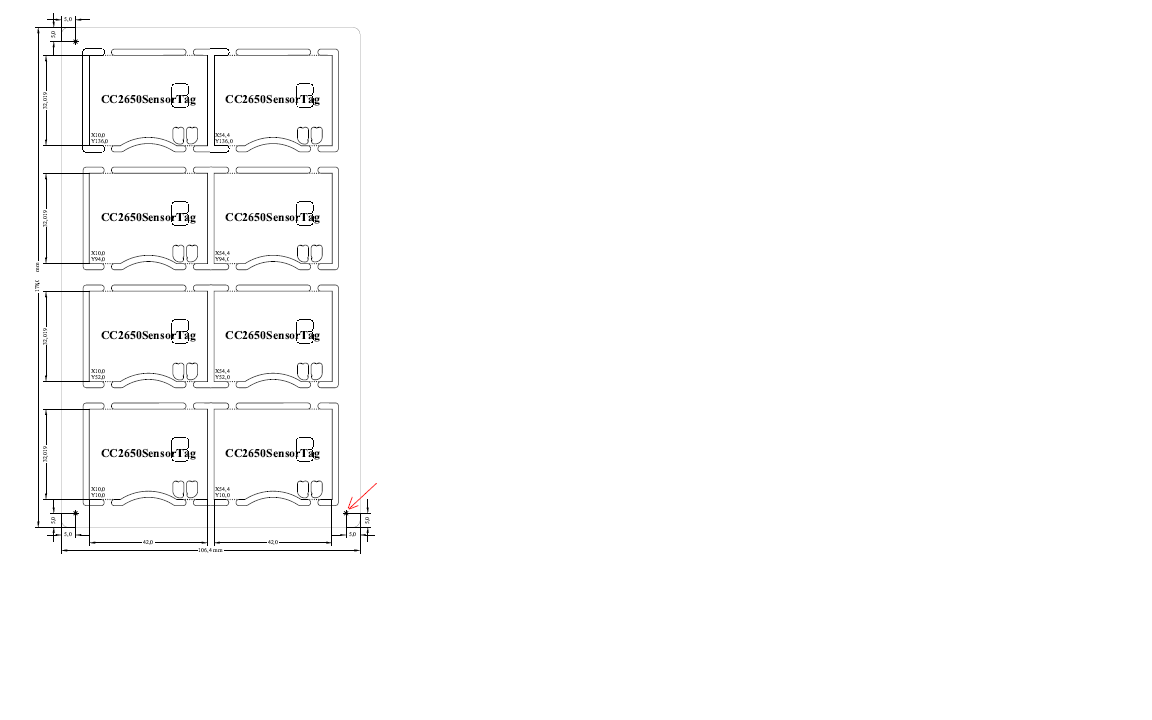 5,0
5,0
32,019
CC2650SensorTag
CC2650SensorTag
X10,0
Y136,0
X54,4
Y136,0
32,019
CC2650SensorTag
CC2650SensorTag
X10,0
Y94,0
X54,4
Y94,0
mm
178,0
32,019
CC2650SensorTag
CC2650SensorTag
X10,0
Y52,0
X54,4
Y52,0
32,019
CC2650SensorTag
CC2650SensorTag
X10,0
Y10,0
X54,4
Y10,0
5,0
5,0
5,0
5,0
42,0
42,0
106,4 mm